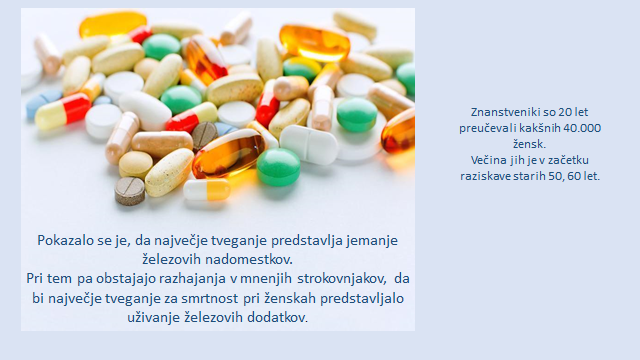 Znanstveniki so 20 let
preučevali kakšnih 40.000
žensk.
Večina jih je v začetku
raziskave starih 50, 60 let.
Pokazalo se je, da največje tveganje predstavlja jemanje
železovih nadomestkov.
Pri tem pa obstajajo razhajanja v mnenjih strokovnjakov, da
bi največje tveganje za smrtnost pri ženskah predstavljalo
uživanje železovih dodatkov.